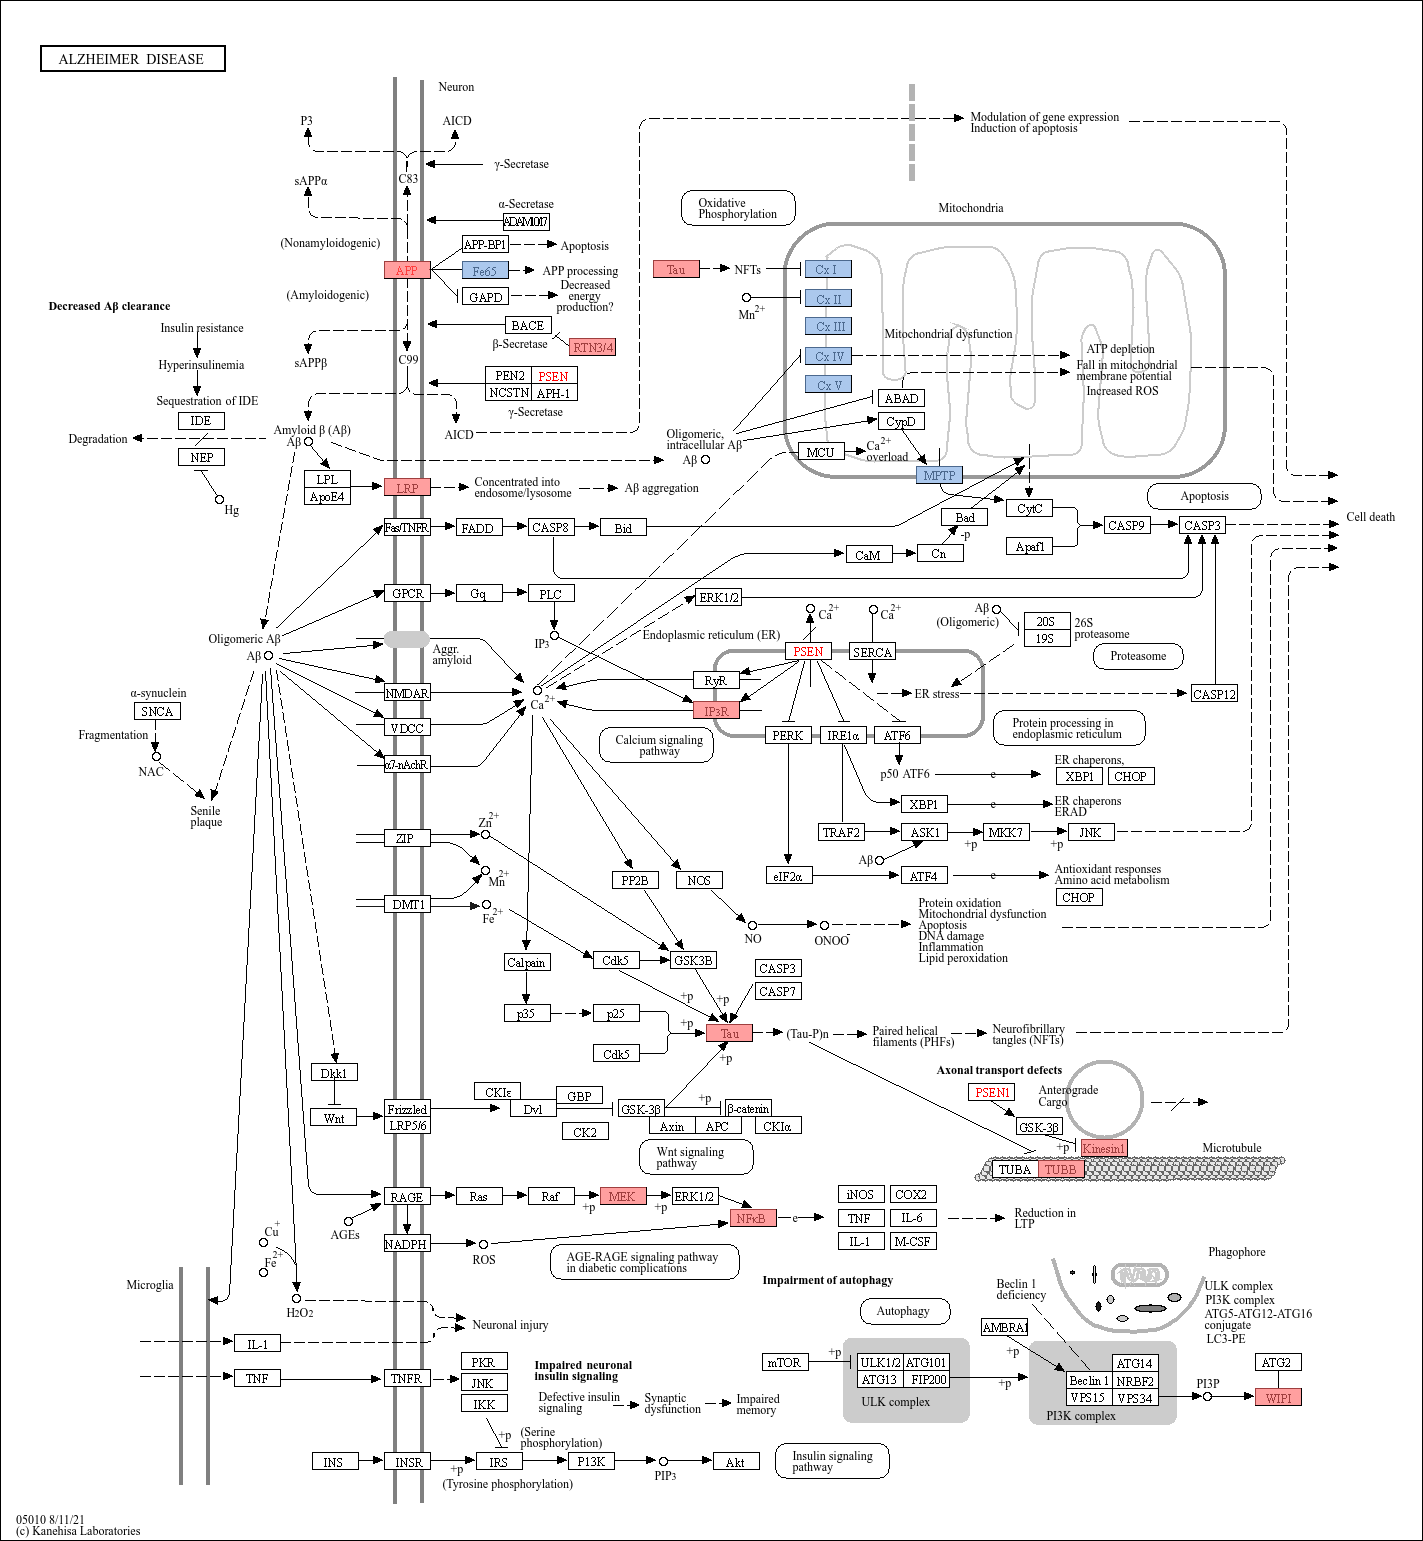 ALZHEIMER DISEASE
Neuron
P3
AICD
Modulation of gene expression
Induction of apoptosis
γ-Secretase
sAPPα
C83
α-Secretase
ADAM10/17
Oxidative
Phosphorylation
Mitochondria
(Nonamyloidogenic)
APP-BP1
Apoptosis
APP
Fe65
APP processing
Tau
NFTs
Cx I
(Amyloidogenic)
GAPD
Decreased
energy
production?
Mn2+
Cx II
Decreased Aβ clearance
Insulin resistance
BACE
β-Secretase
RTN3/4
Cx III
Mitochondrial dysfunction
Hyperinsulinemia
sAPPβ
C99
Cx IV
ATP depletion
Fall in mitochondrial
membrane potential
Increased ROS
PEN2
PSEN
NCSTN
APH-1
γ-Secretase
Cx V
ABAD
Sequestration of IDE
IDE
CypD
Amyloid β (Aβ)
Aβ
AICD
Oligomeric,
intracellular Aβ
Aβ
Degradation
NEP
MCU
Ca2+
overload
MPTP
LPL
ApoE4
LRP
Concentrated into
endosome/lysosome
Aβ aggregation
Hg
Apoptosis
CytC
Bad
-p
Cell death
Fas/TNFR
FADD
CASP8
Bid
CASP9
CASP3
CaM
Cn
Apaf1
GPCR
Gq
PLC
ERK1/2
Ca2+
Ca2+
Aβ
(Oligomeric)
20S
19S
26S
proteasome
Oligomeric Aβ
Aβ
IP3
Endoplasmic reticulum (ER)
Aggr.
amyloid
PSEN
SERCA
Proteasome
RyR
ER stress
CASP12
α-synuclein
SNCA
NMDAR
Ca2+
IP3R
Fragmentation
NAC
VDCC
Calcium signaling
pathway
PERK
IRE1α
ATF6
Protein processing in
endoplasmic reticulum
α7-nAchR
p50 ATF6
e
ER chaperons,
XBP1
CHOP
Senile
plaque
XBP1
e
ER chaperons
ERAD
Zn2+
ZIP
TRAF2
ASK1
+p
MKK7
+p
JNK
Mn2+
Aβ
PP2B
NOS
eIF2α
ATF4
e
Antioxidant responses
Amino acid metabolism
CHOP
DMT1
Fe2+
Protein oxidation
Mitochondrial dysfunction
Apoptosis
DNA damage
Inflammation
Lipid peroxidation
NO
ONOO-
Calpain
Cdk5
GSK3B
CASP3
CASP7
+p
+p
p35
p25
+p
Tau
(Tau-P)n
Paired helical
filaments (PHFs)
Neurofibrillary
tangles (NFTs)
Cdk5
+p
Dkk1
Axonal transport defects
CKIε
GBP
PSEN1
Anterograde
Cargo
Wnt
Frizzled
LRP5/6
Dvl
GSK-3β
+p
β-catenin
GSK-3β
CK2
Axin
APC
CKIα
+p
Kinesin1
Microtubule
Wnt signaling
pathway
TUBA
TUBB
RAGE
Ras
Raf
+p
MEK
+p
ERK1/2
iNOS
COX2
AGEs
NFκB
e
TNF
IL-6
Reduction in
LTP
Cu+
NADPH
ROS
IL-1
M-CSF
Fe2+
AGE-RAGE signaling pathway
in diabetic complications
Phagophore
Microglia
Impairment of autophagy
Beclin 1
deficiency
ULK complex
PI3K complex
ATG5-ATG12-ATG16
conjugate
LC3-PE
H2O2
Autophagy
Neuronal injury
AMBRA1
IL-1
+p
mTOR
+p
ULK1/2
ATG101
ATG13
FIP200
ULK complex
+p
ATG14
Beclin 1
NRBF2
VPS15
VPS34
PI3K complex
PI3P
ATG2
WIPI
TNF
TNFR
PKR
JNK
IKK
Impaired neuronal
insulin signaling
Defective insulin
signaling
Synaptic
dysfunction
Impaired
memory
+p
(Serine
phosphorylation)
INS
INSR
+p
IRS
P13K
PIP3
Akt
Insulin signaling
pathway
(Tyrosine phosphorylation)
05010 8/11/21
(c) Kanehisa Laboratories